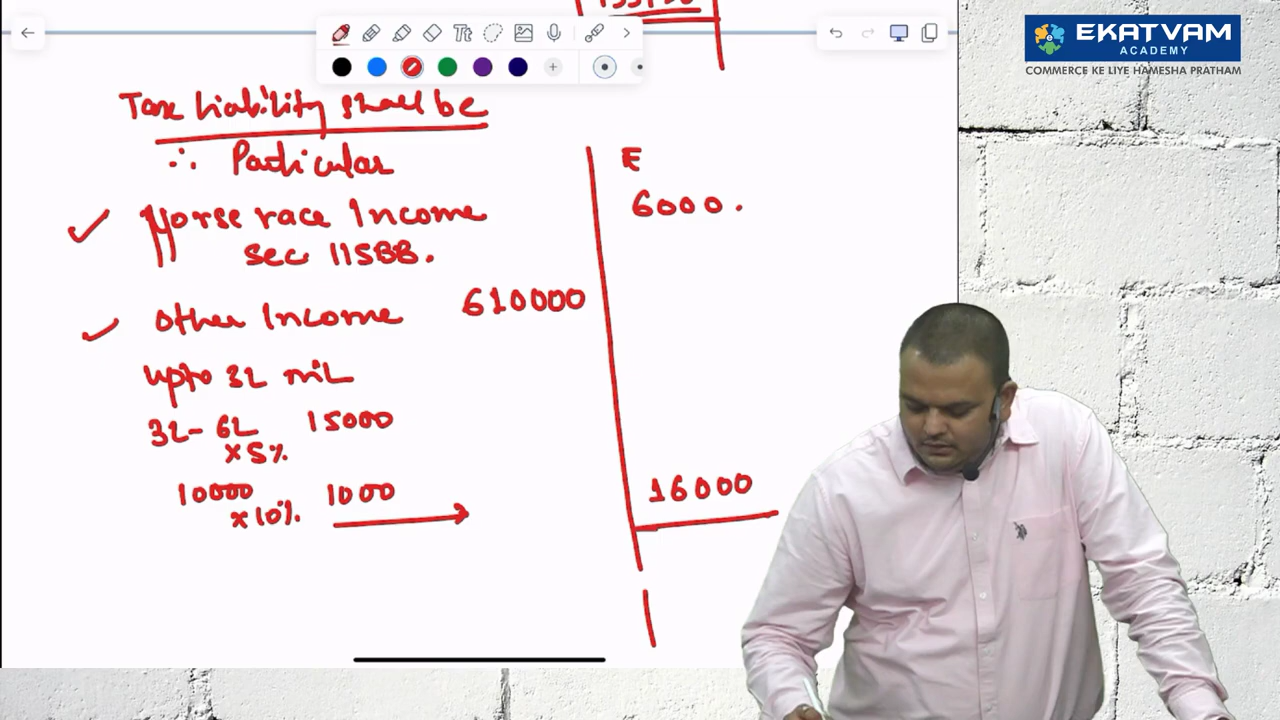 EKATVAM
ACADEMY
COMMERCE KE LIYE HAMESHA PRATHAM
Tt
Tax Liability shall be
∴ Particular ₹
Horse race Income 6000.
sec 115BB.
Other Income 610000
upto 3L nil
3L- 6L 15000
x 5%
10000 1000 16000
x 10%.